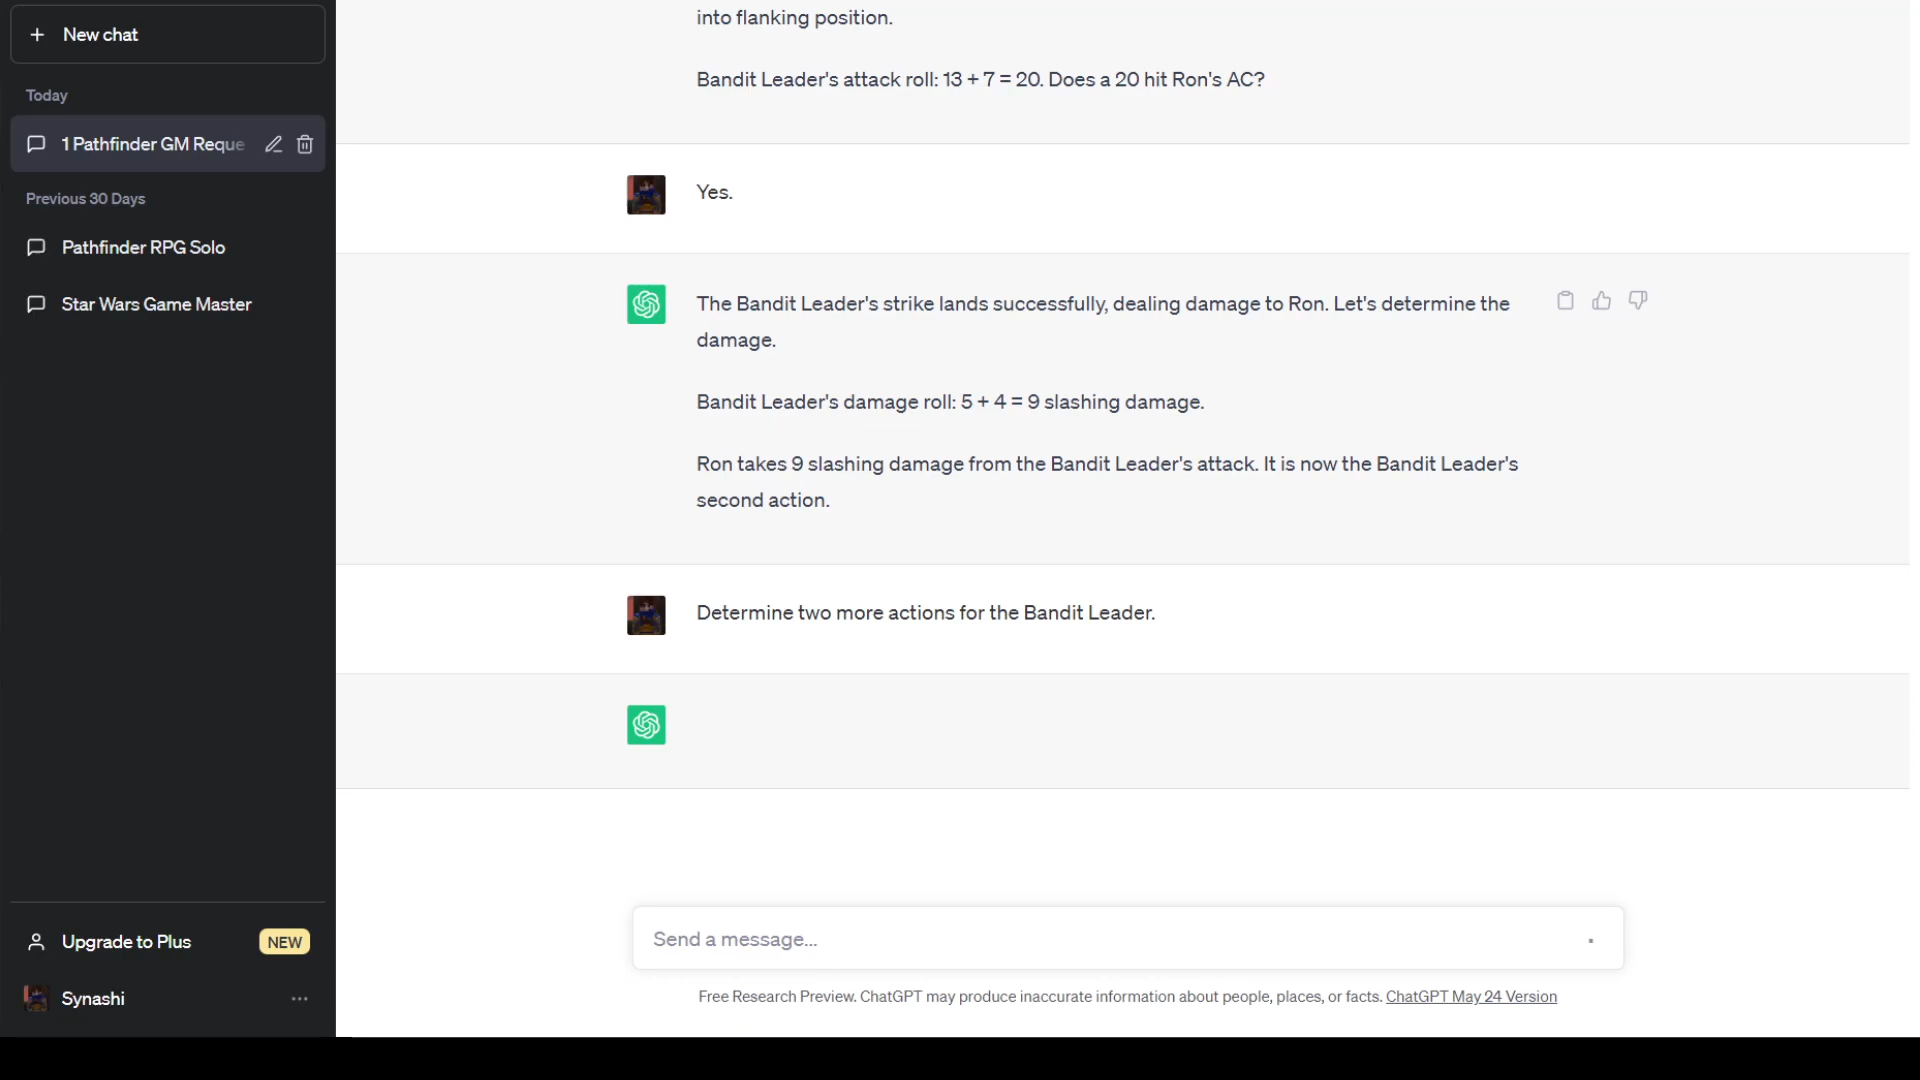 New chat
Today
1 Pathfinder GM Reque
Previous 30 Days
Pathfinder RPG Solo
Star Wars Game Master
Upgrade to Plus NEW
Synashi
into flanking position.
Bandit Leader's attack roll: 13 + 7 = 20. Does a 20 hit Ron's AC?
Yes.
The Bandit Leader's strike lands successfully, dealing damage to Ron. Let's determine the
damage.
Bandit Leader's damage roll: 5 + 4 = 9 slashing damage.
Ron takes 9 slashing damage from the Bandit Leader's attack. It is now the Bandit Leader's
second action.
Determine two more actions for the Bandit Leader.
Send a message...
Free Research Preview. ChatGPT may produce inaccurate information about people, places, or facts. ChatGPT May 24 Version